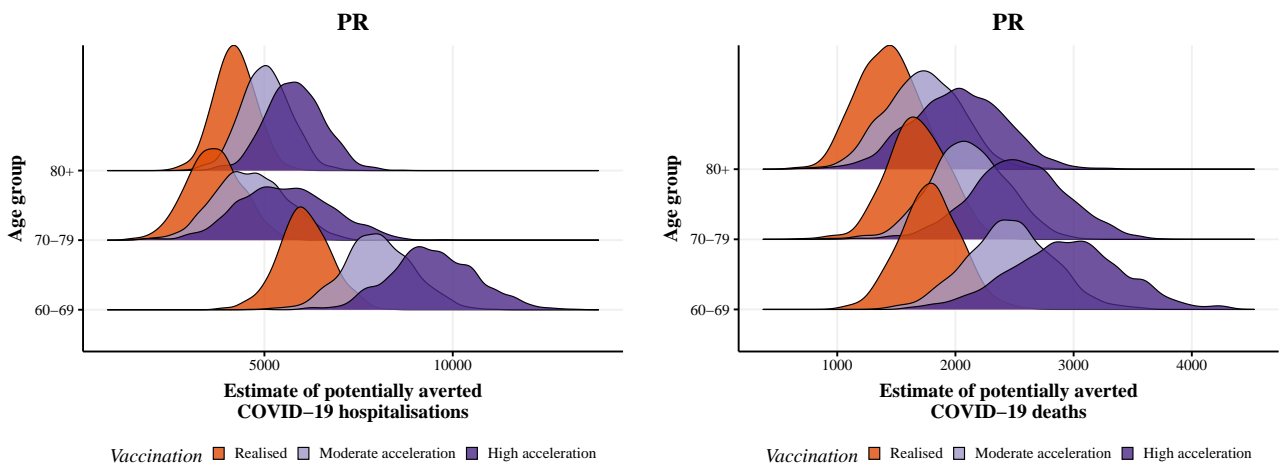 PR
Age group
80+
70−79
60−69
5000 10000
Estimate of potentially averted
COVID−19 hospitalisations
Vaccination Realised Moderate acceleration High acceleration
PR
Age group
80+
70−79
60−69
1000 2000 3000 4000
Estimate of potentially averted
COVID−19 deaths
Vaccination Realised Moderate acceleration High acceleration